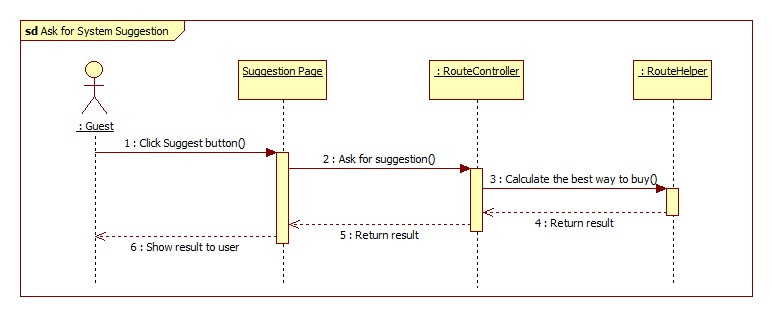 sd Ask for System Suggestion
Suggestion Page
: RouteController
: RouteHelper
: Guest
1 : Click Suggest button()
2 : Ask for suggestion()
3 : Calculate the best way to buy()
4 : Return result
5 : Return result
6 : Show result to user